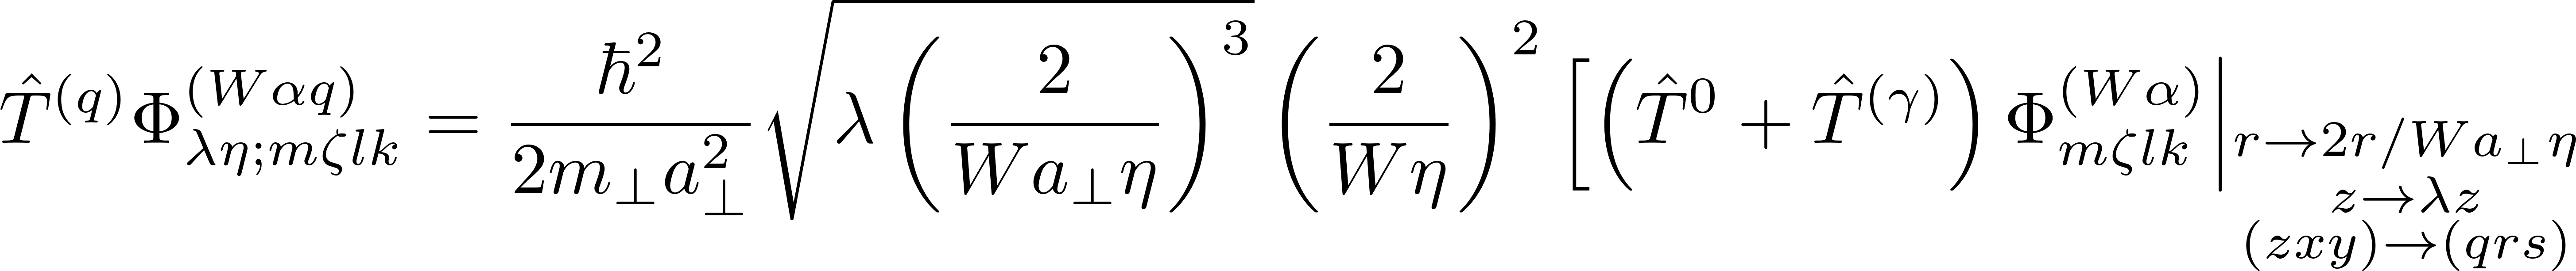 \hat{T}^{(q)} \Phi^{(W\alpha q)}_{\lambda\eta;m\zeta lk} = \frac{\hbar^2}{2m_\perp a_\perp^2} \sqrt{\lambda \left( \frac{2}{W a_\perp \eta} \right)^3} \left( \frac{2}{W\eta} \right)^2 \left[ \left( \hat{T}^0 + \hat{T}^{(\gamma)} \right) \Phi^{(W\alpha)}_{m\zeta lk} \right|_{\substack{r \to 2r/W a_\perp \eta \\ z \to \lambda z \\ (zxy) \to (qrs)}}